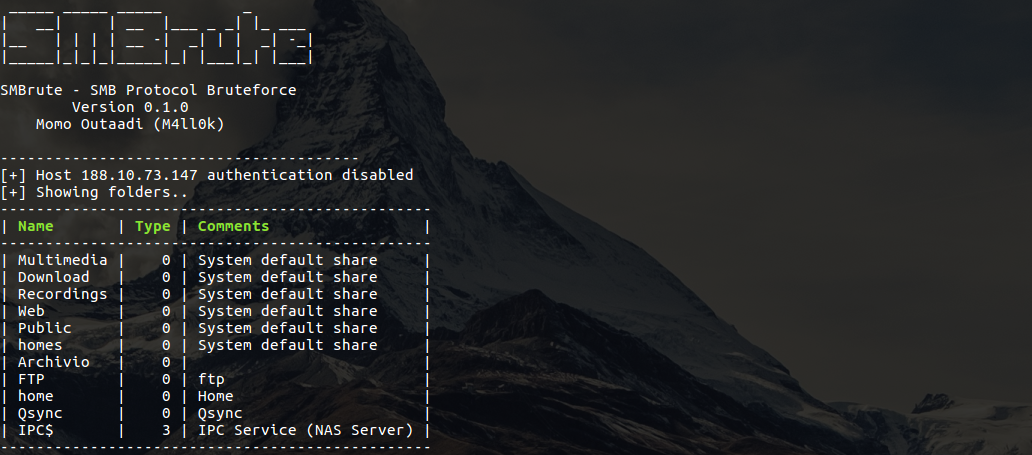 SMBrute
SMBrute - SMB Protocol Bruteforce
Version 0.1.0
Momo Outaadi (M4ll0k)
----------------------------------------
[+] Host 188.10.73.147 authentication disabled
[+] Showing folders..
------------------------------------------------
| Name | Type | Comments |
------------------------------------------------
| Multimedia | 0 | System default share |
| Download | 0 | System default share |
| Recordings | 0 | System default share |
| Web | 0 | System default share |
| Public | 0 | System default share |
| homes | 0 | System default share |
| Archivio | 0 | |
| FTP | 0 | ftp |
| home | 0 | Home |
| Qsync | 0 | Qsync |
| IPC$ | 3 | IPC Service (NAS Server) |
------------------------------------------------